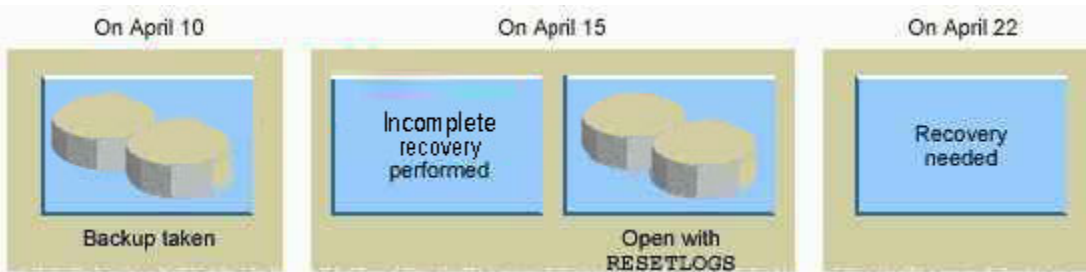 On April 10
On April 15
On April 22
Incomplete
recovery
performed
Recovery
needed
Backup taken
Open with
RESETLOGS